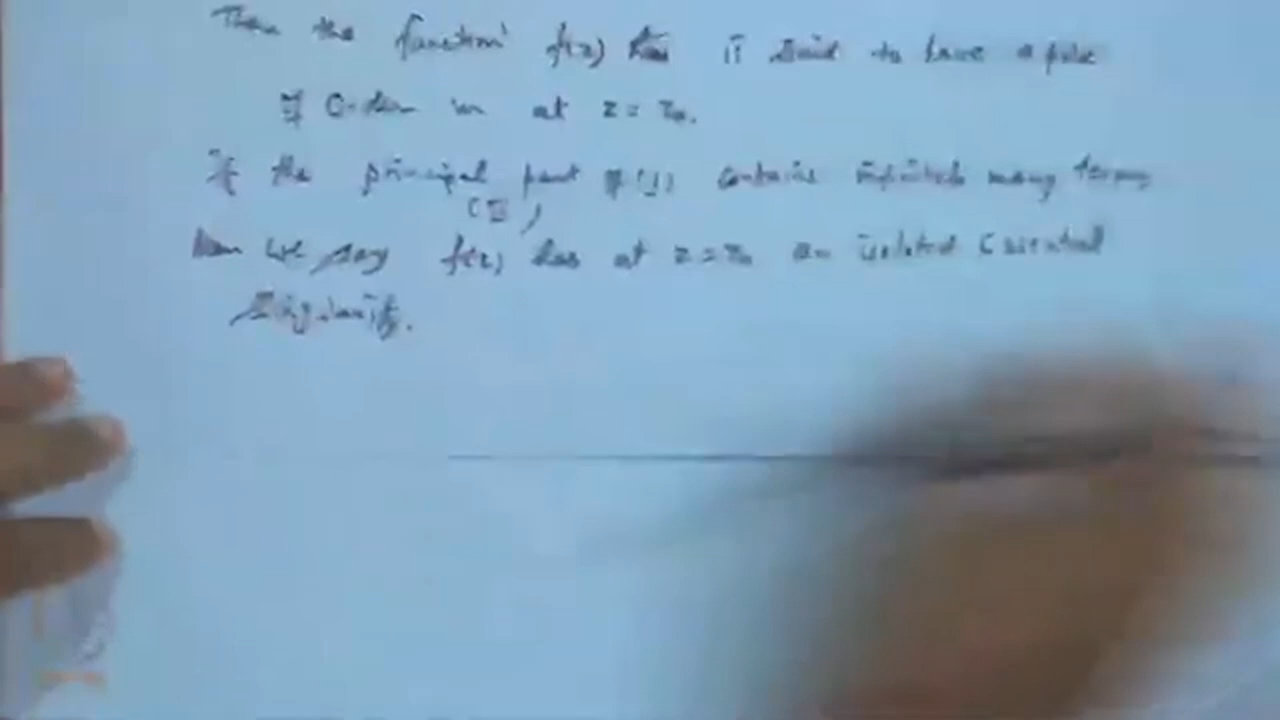 Then the function f(z) is said to have a pole
of Order m at z = z₀.
if the principal part of (1) contains infinitely many terms
(II)
then we say f(z) has at z = z₀ an isolated Essential
Singularity.